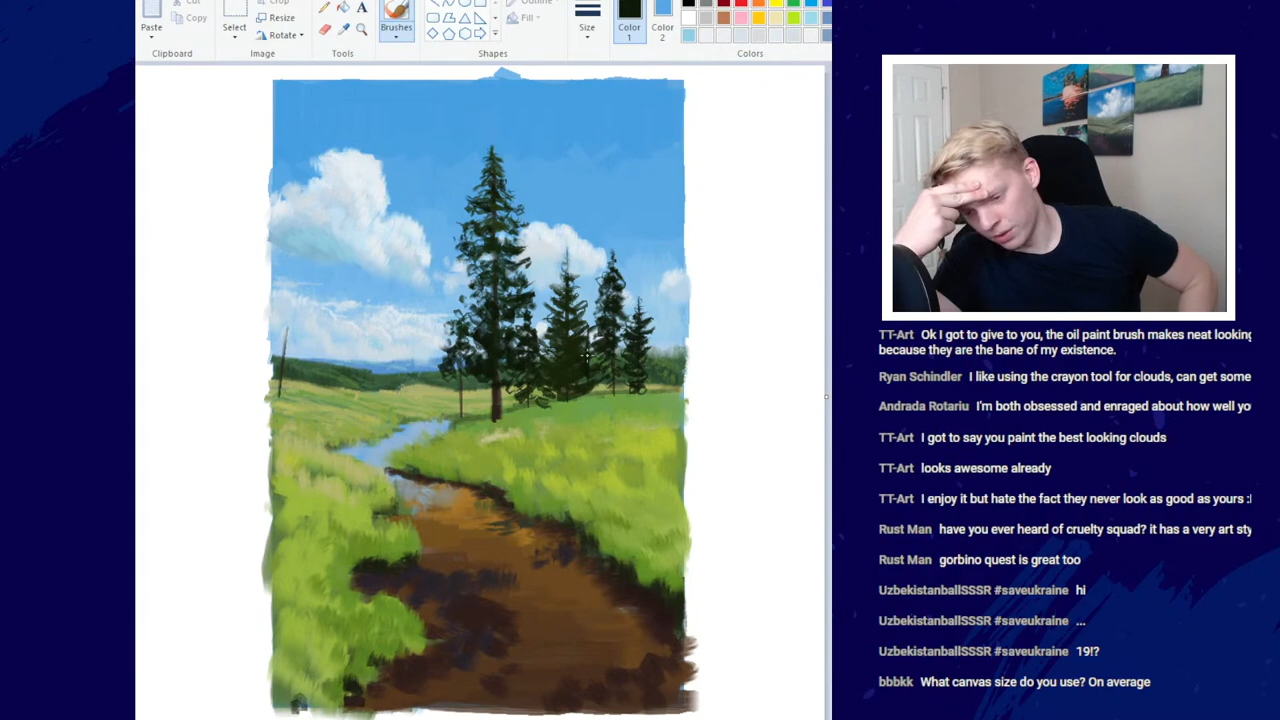 Cut
Crop
Paste
Copy
Select
Resize
Rotate
A
Brushes
Fill
Size
Color
1
Color
2
Clipboard
Image
Tools
Shapes
Colors
TT-Art Ok I got to give to you, the oil paint brush makes neat looking
because they are the bane of my existence.
Ryan Schindler I like using the crayon tool for clouds, can get some
Andrada Rotariu I'm both obsessed and enraged about how well
TT-Art I got to say you paint the best looking clouds
TT-Art looks awesome already
TT-Art I enjoy it but hate the fact they never look as good as yours
Rust Man have you ever heard of cruelty squad? it has a very art
Rust Man gorbino quest is great too
UzbekistanballSSSR #saveukraine hi
UzbekistanballSSSR #saveukraine ...
UzbekistanballSSSR #saveukraine 19!?
bbbkk What canvas size do you use? On average